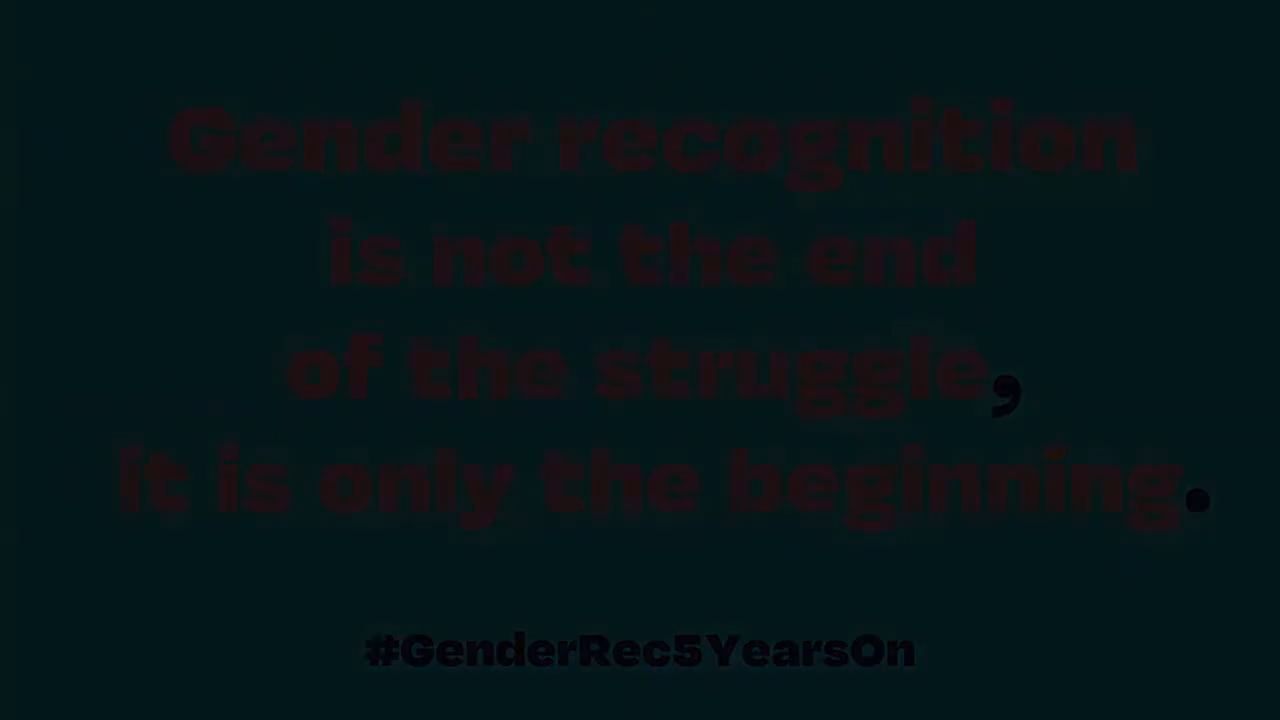 Gender recognition
is not the end
of the struggle,
it is only the beginning.
#GenderRec5YearsOn